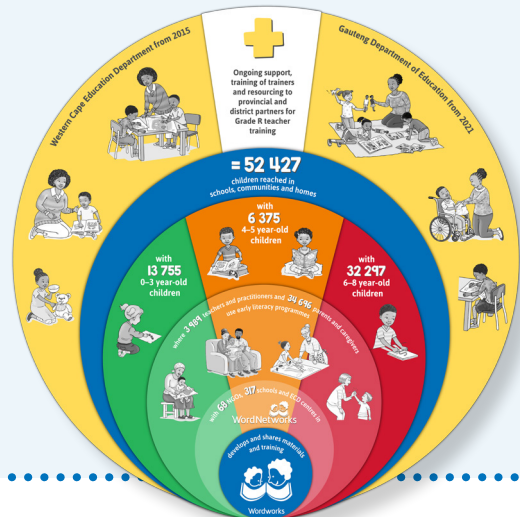 Western Cape Education Department from 2015
Ongoing support,
training of trainers
and resourcing to
provincial and
district partners for
Grade R teacher
training
Gauteng Department of Education from 2021
= 52 427
children reached in
schools, communities and homes
with
6 375
4–5 year-old
children
with
13 755
0–3 year-old
children
with
32 297
6–8 year-old
children
where 3 989 teachers and practitioners and 34 696 parents and caregivers
use early literacy programmes
with 68 NGOs, 317 schools and ECD centres in
WordNetworks
develops and shares materials
and training
Wordworks